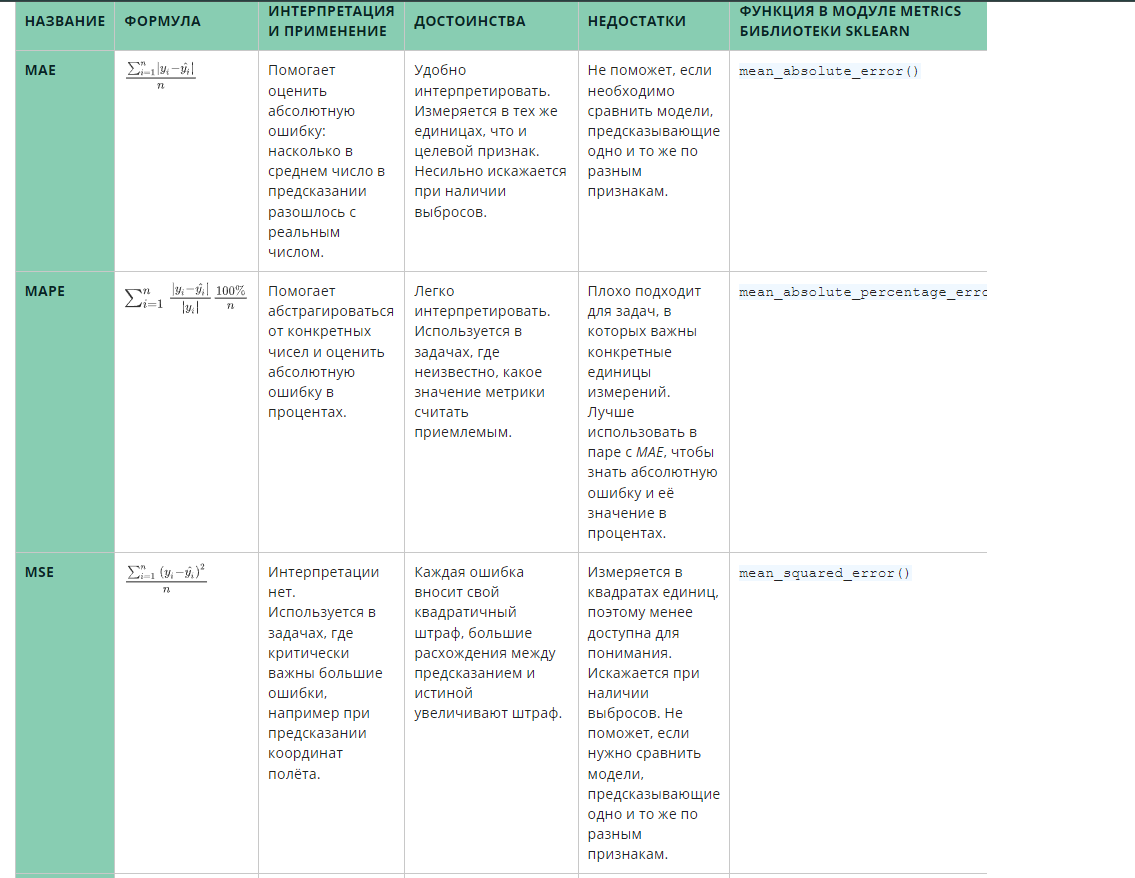 НАЗВАНИЕ
ФОРМУЛА
ИНТЕРПРЕТАЦИЯ
И ПРИМЕНЕНИЕ
ДОСТОИНСТВА
НЕДОСТАТКИ
ФУНКЦИЯ В МОДУЛЕ METRICS
БИБЛИОТЕКИ SKLEARN
MAE
\frac{\sum_{i=1}^{n}|y_i-\hat{y_i}|}{n}
Помогает
оценить
абсолютную
ошибку:
насколько в
среднем число в
предсказании
разошлось с
реальным
числом.
Удобно
интерпретировать.
Измеряется в тех же
единицах, что и
целевой признак.
Несильно искажается
при наличии
выбросов.
Не поможет, если
необходимо
сравнить модели,
предсказывающие
одно и то же по
разным
признакам.
mean_absolute_error()
MAPE
\sum_{i=1}^{n} \frac{|y_i-\hat{y_i}|}{|y_i|} \frac{100\%}{n}
Помогает
абстрагироваться
от конкретных
чисел и оценить
абсолютную
ошибку в
процентах.
Легко
интерпретировать.
Используется в
задачах, где
неизвестно, какое
значение метрики
считать
приемлемым.
Плохо подходит
для задач, в
которых важны
конкретные
единицы
измерений.
Лучше
использовать в
паре с MAE, чтобы
знать абсолютную
ошибку и её
значение в
процентах.
mean_absolute_percentage_erro
MSE
\frac{\sum_{i=1}^{n}(y_i-\hat{y_i})^2}{n}
Интерпретации
нет.
Используется в
задачах, где
критически
важны большие
ошибки,
например при
предсказании
координат
полёта.
Каждая ошибка
вносит свой
квадратичный
штраф, большие
расхождения между
предсказанием и
истиной
увеличивают штраф.
Измеряется в
квадратах единиц,
поэтому менее
доступна для
понимания.
Искажается при
наличии
выбросов. Не
поможет, если
нужно сравнить
модели,
предсказывающие
одно и то же по
разным
признакам.
mean_squared_error()